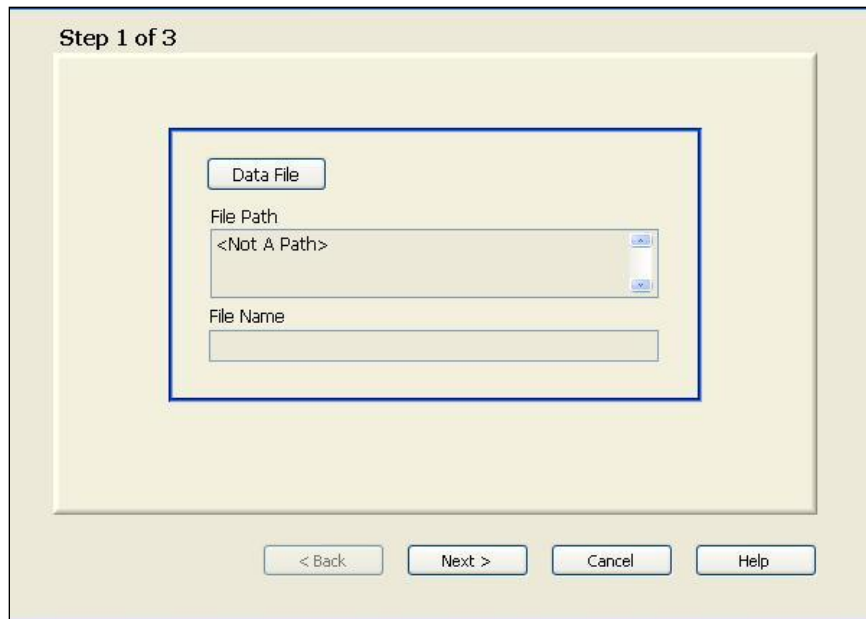 Step 1 of 3
Data File
File Path
<Not A Path>
File Name
< Back Next > Cancel Help